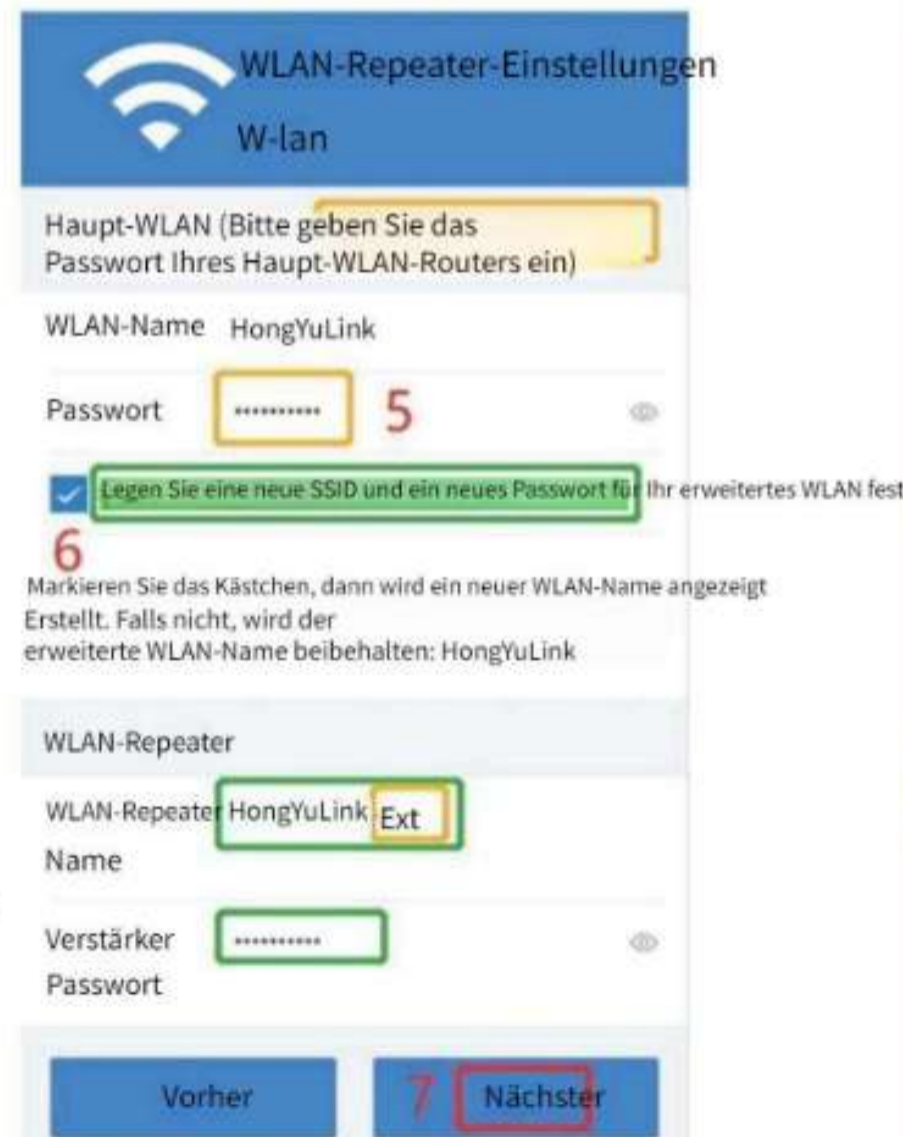 WLAN-Repeater-Einstellungen
W-lan
Haupt-WLAN (Bitte geben Sie das
Passwort Ihres Haupt-WLAN-Routers ein)
WLAN-Name HongYuLink
Passwort •••••••••• 5
Legen Sie eine neue SSID und ein neues Passwort für Ihr erweitertes WLAN fest
6
Markieren Sie das Kästchen, dann wird ein neuer WLAN-Name angezeigt
Erstellt. Falls nicht, wird der
erweiterte WLAN-Name beibehalten: HongYuLink
WLAN-Repeater
WLAN-Repeater HongYuLink Ext
Name
Verstärker ••••••••••
Passwort
Vorher 7 Nächster